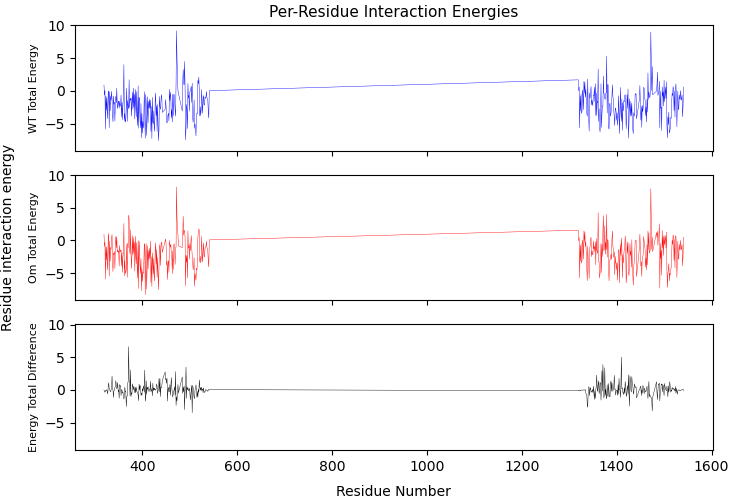 Per-Residue Interaction Energies
Residue interaction energy
WT Total Energy
10
5
0
−5
Om Total Energy
10
5
0
−5
Energy Total Difference
10
5
0
−5
400 600 800 1000 1200 1400 1600
Residue Number